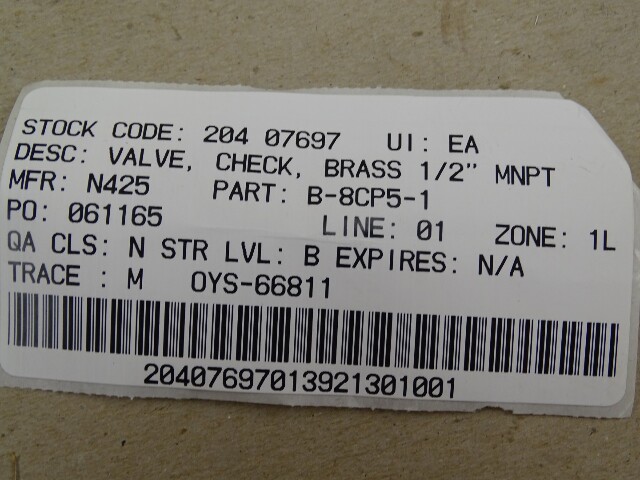 STOCK CODE: 204 07697 UI: EA
DESC: VALVE, CHECK, BRASS 1/2" MNPT
MFR: N425 PART: B-8CP5-1
PO: 061165 LINE: 01 ZONE: 1L
QA CLS: N STR LVL: B EXPIRES: N/A
TRACE : M OYS-66811
20407697013921301001